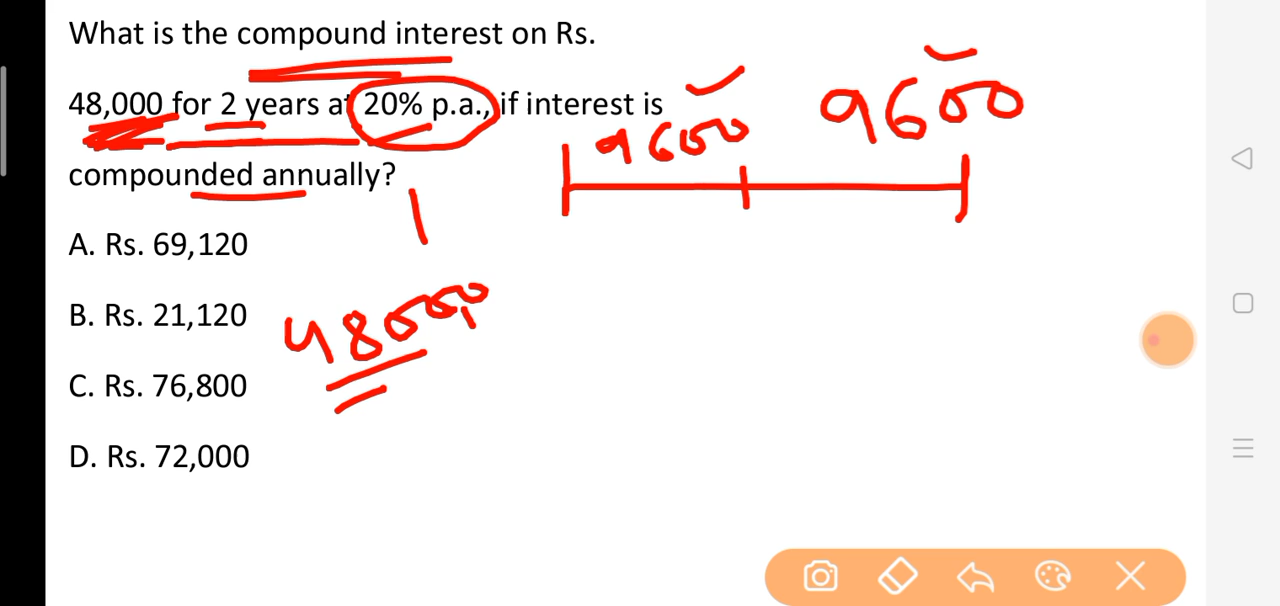 What is the compound interest on Rs.
48,000 for 2 years at 20% p.a., if interest is
compounded annually?
A. Rs. 69,120
B. Rs. 21,120
C. Rs. 76,800
D. Rs. 72,000
9600
9600
48000